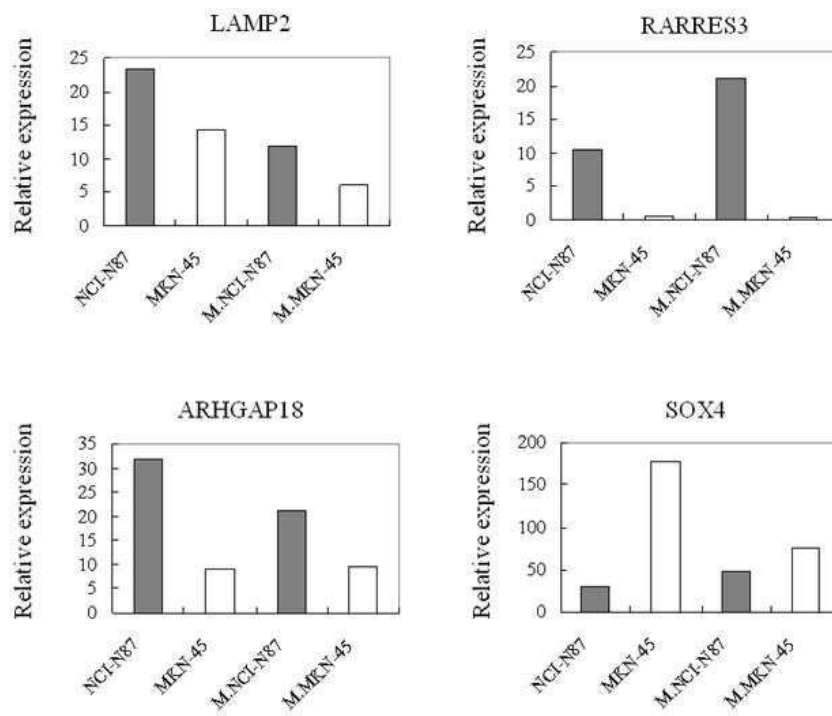 LAMP2
Relative expression
25
20
15
10
5
0
NCI-N87
MKN-45
M.NCI-N87
M.MKN-45
RARRES3
Relative expression
25
20
15
10
5
0
NCI-N87
MKN-45
M.NCI-N87
M.MKN-45
ARHGAP18
Relative expression
35
30
25
20
15
10
5
0
NCI-N87
MKN-45
M.NCI-N87
M.MKN-45
SOX4
Relative expression
200
150
100
50
0
NCI-N87
MKN-45
M.NCI-N87
M.MKN-45